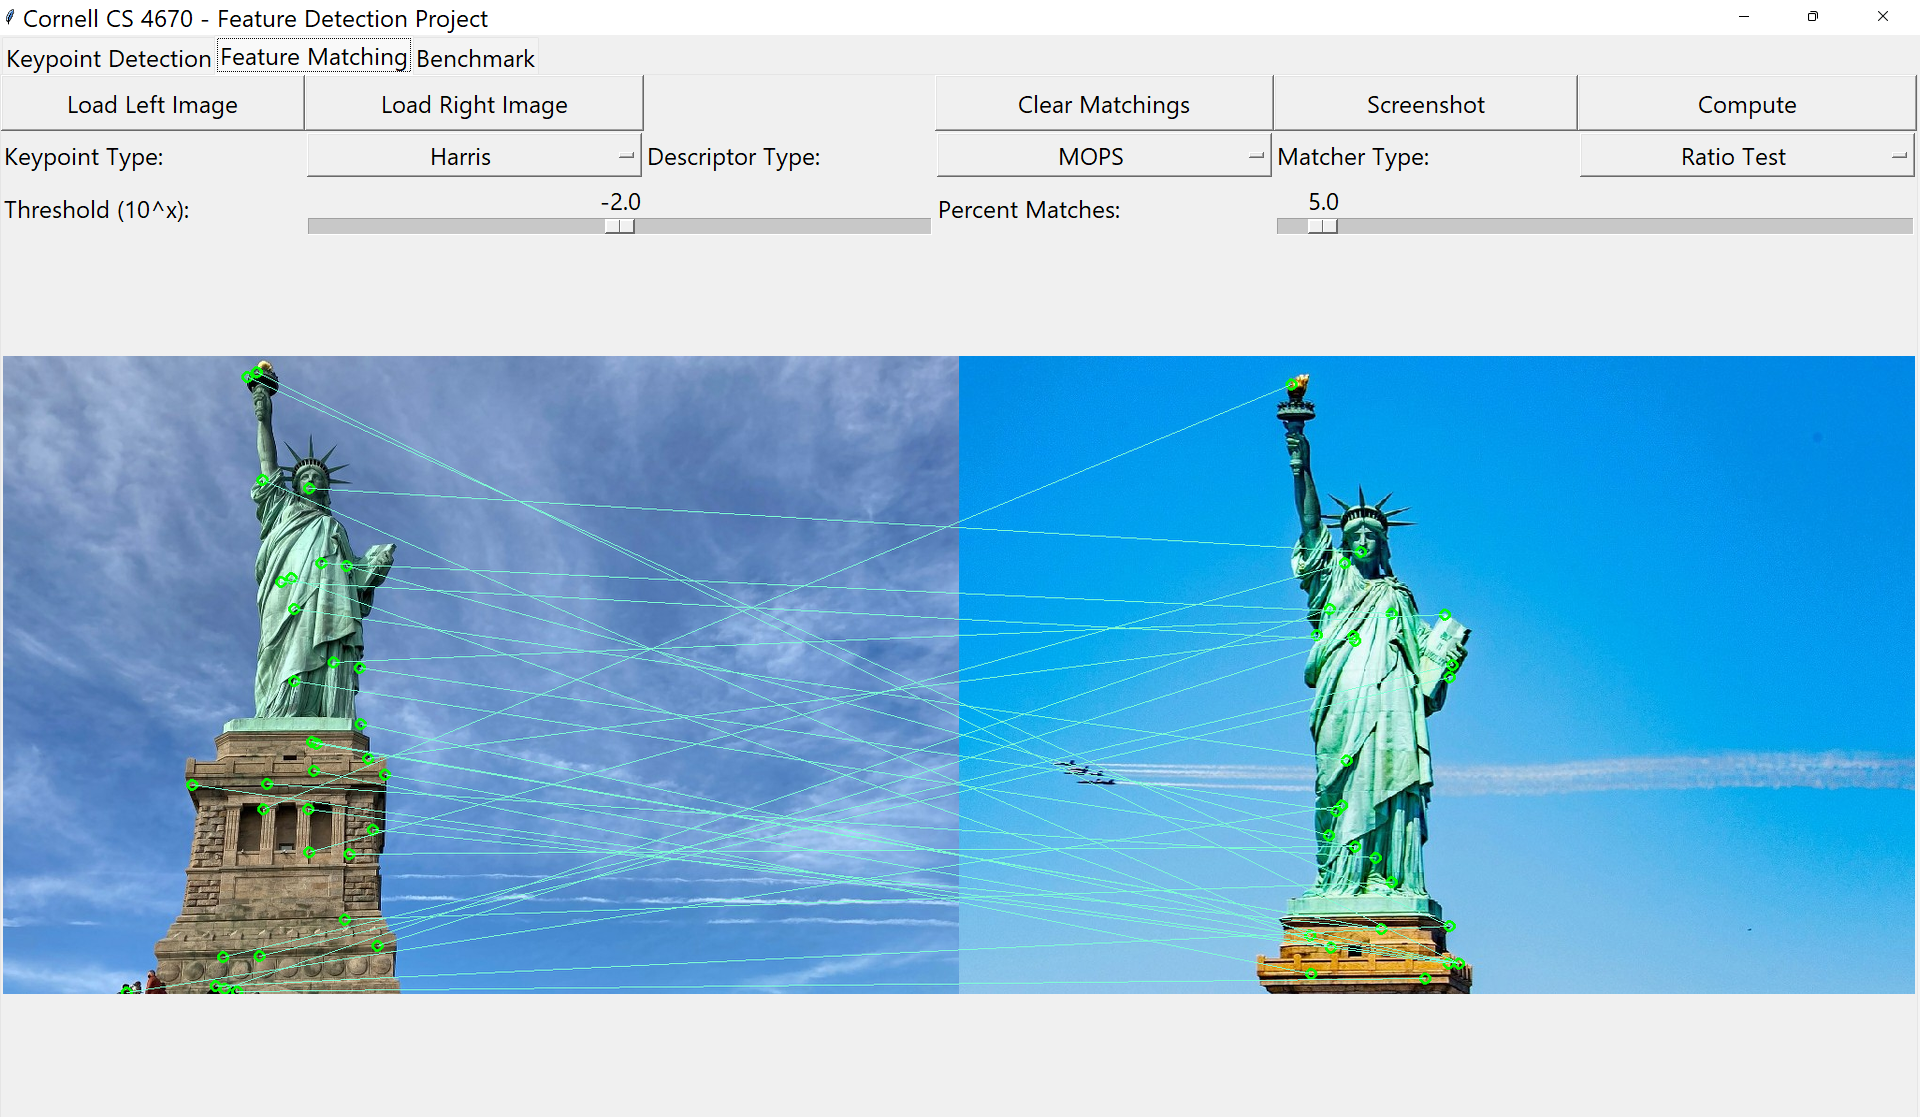 Cornell CS 4670 - Feature Detection Project
Keypoint Detection Feature Matching Benchmark
Load Left Image Load Right Image Clear Matchings Screenshot Compute
Keypoint Type: Harris Descriptor Type: MOPS Matcher Type: Ratio Test
-2.0 5.0
Threshold (10^x): Percent Matches: